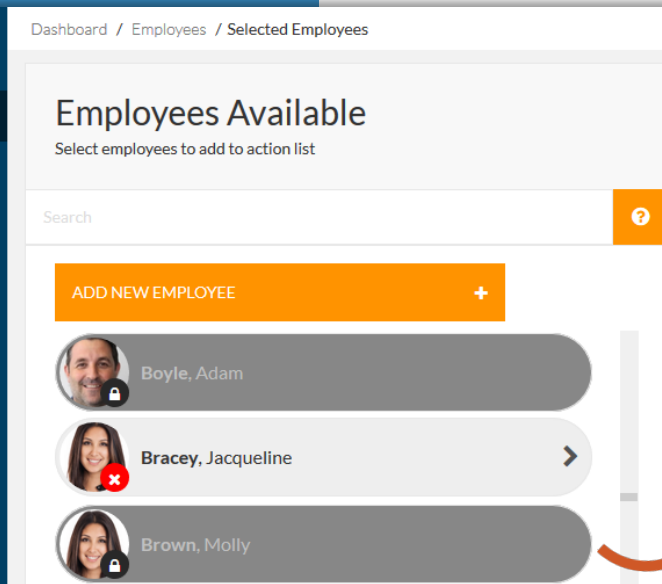 Dashboard / Employees / Selected Employees
Employees Available
Select employees to add to action list
Search
ADD NEW EMPLOYEE +
Boyle, Adam
Bracey, Jacqueline
Brown, Molly